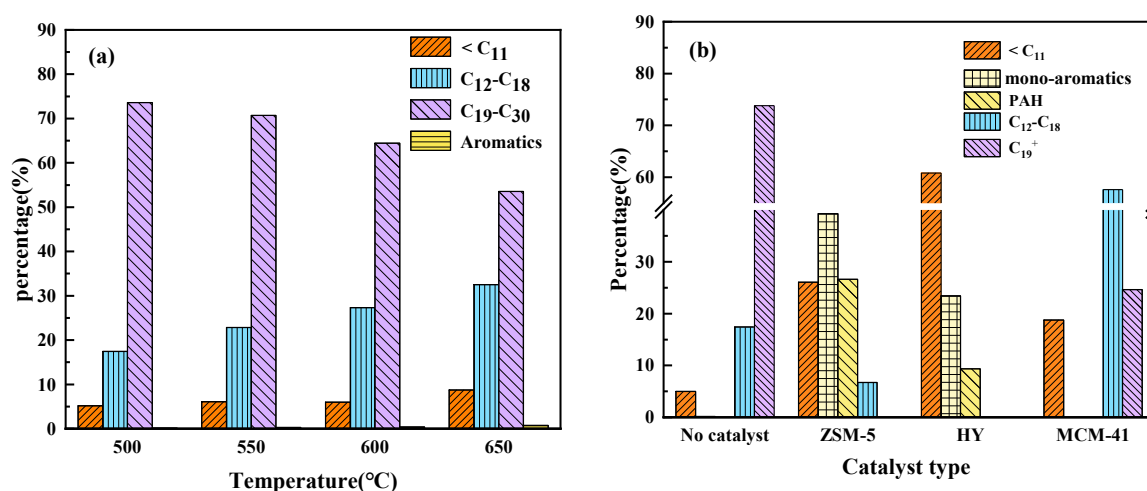 (a)
< C11
C12-C18
C19-C30
Aromatics
percentage(%)
90
80
70
60
50
40
30
20
10
0
500 550 600 650
Temperature(°C)
(b)
< C11
mono-aromatics
PAH
C12-C18
C19+
Percentage(%)
90
80
70
60
30
20
10
0
No catalyst ZSM-5 HY MCM-41
Catalyst type